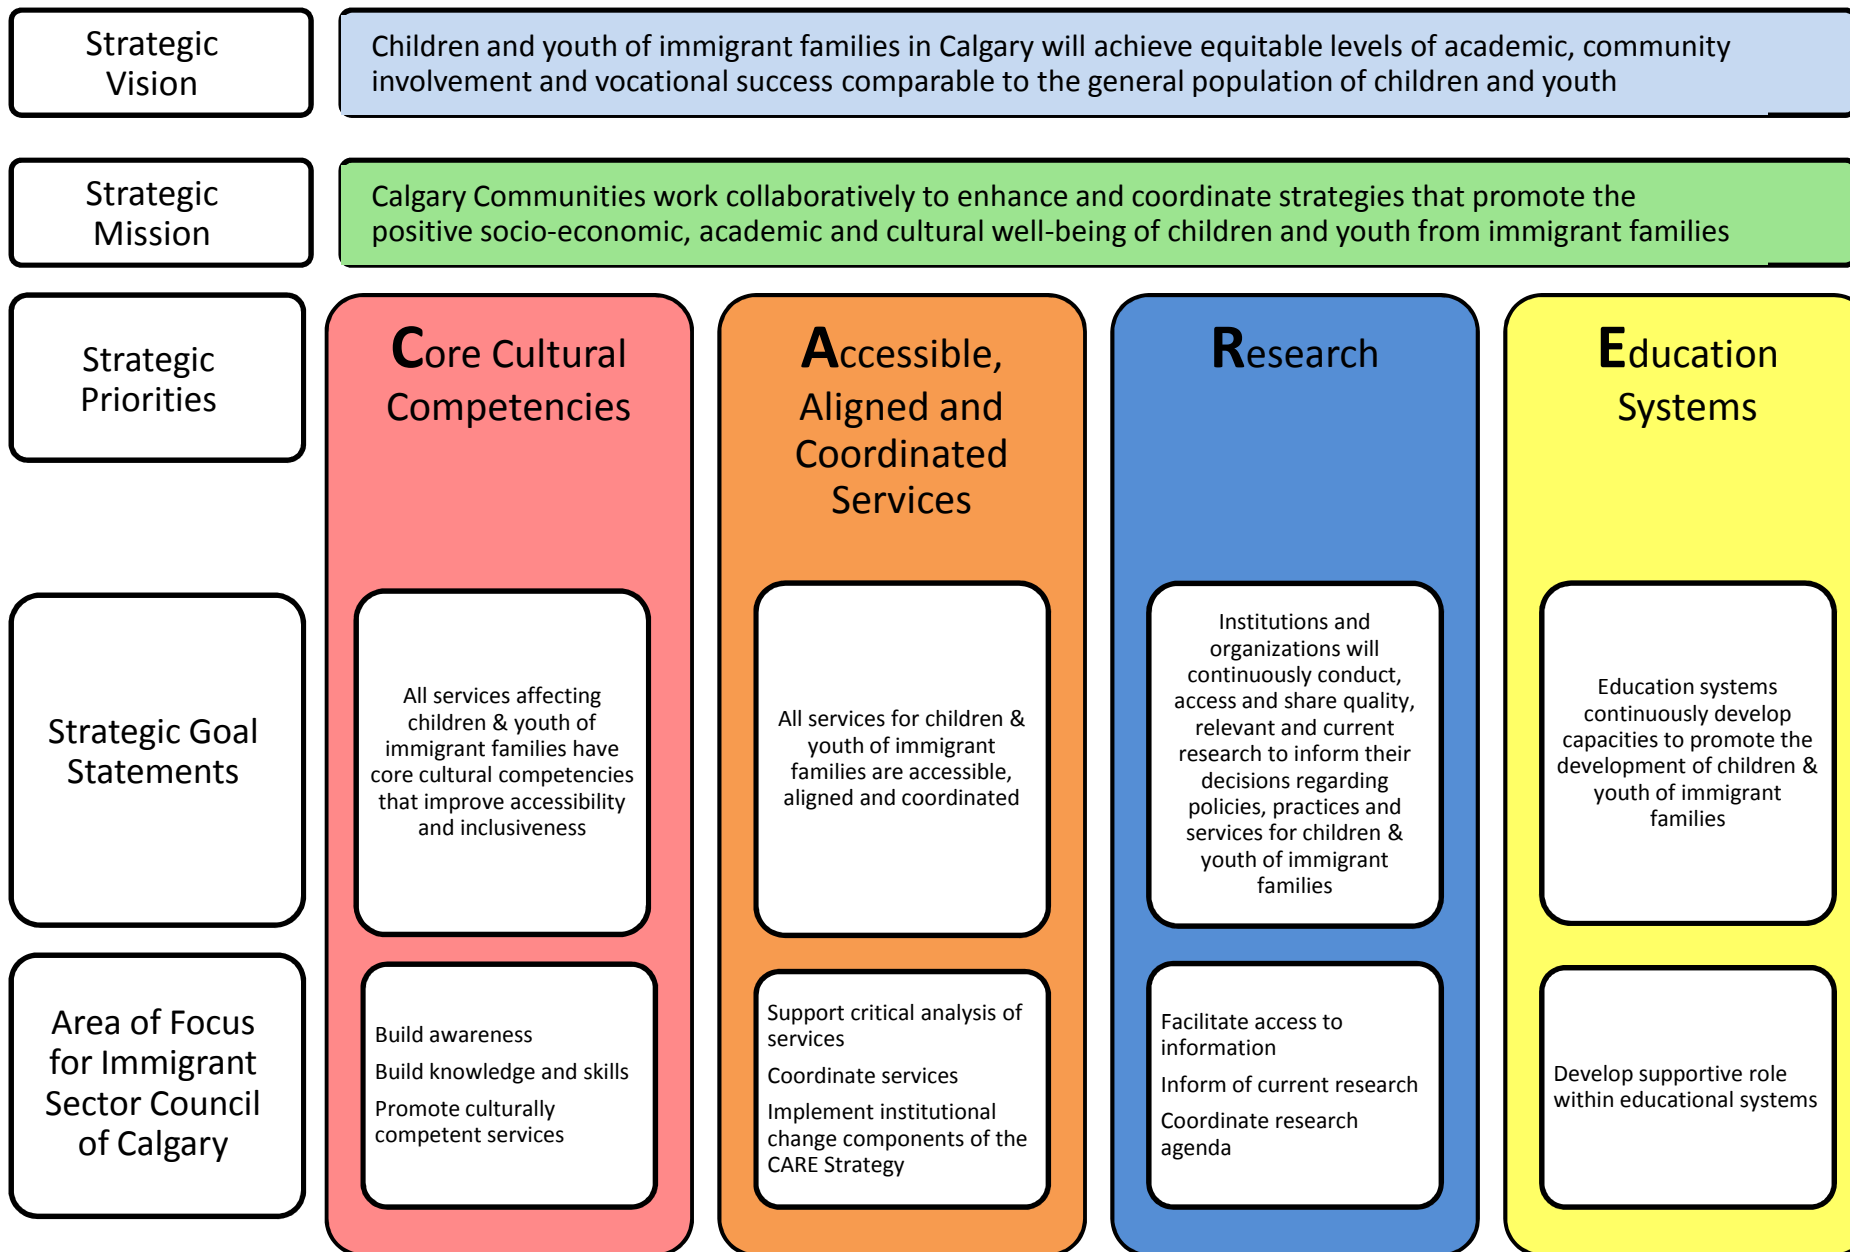 Strategic
Vision
Children and youth of immigrant families in Calgary will achieve equitable levels of academic, community
involvement and vocational success comparable to the general population of children and youth
Strategic
Mission
Calgary Communities work collaboratively to enhance and coordinate strategies that promote the
positive socio-economic, academic and cultural well-being of children and youth from immigrant families
Strategic
Priorities
Core Cultural
Competencies
Accessible,
Aligned and
Coordinated
Services
Research
Education
Systems
Strategic Goal
Statements
All services affecting
children & youth of
immigrant families have
core cultural competencies
that improve accessibility
and inclusiveness
All services for children &
youth of immigrant
families are accessible,
aligned and coordinated
Institutions and
organizations will
continuously conduct,
access and share quality,
relevant and current
research to inform their
decisions regarding
policies, practices and
services for children &
youth of immigrant
families
Education systems
continuously develop
capacities to promote the
development of children &
youth of immigrant
families
Area of Focus
for Immigrant
Sector Council
of Calgary
Build awareness
Build knowledge and skills
Promote culturally
competent services
Support critical analysis of
services
Coordinate services
Implement institutional
change components of the
CARE Strategy
Facilitate access to
information
Inform of current research
Coordinate research
agenda
Develop supportive role
within educational systems